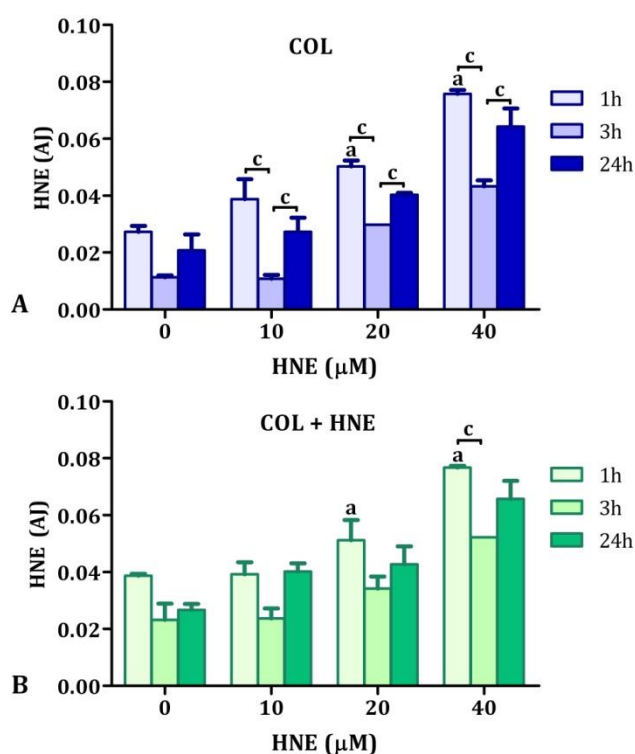 COL
0.10
0.08
0.06
0.04
0.02
0.00
HNE (AJ)
c
c
a
c
c
a
c
c
1h
3h
24h
A
0 10 20 40
HNE (μM)
COL + HNE
0.10
0.08
0.06
0.04
0.02
0.00
HNE (AJ)
a
c
a
1h
3h
24h
B
0 10 20 40
HNE (μM)